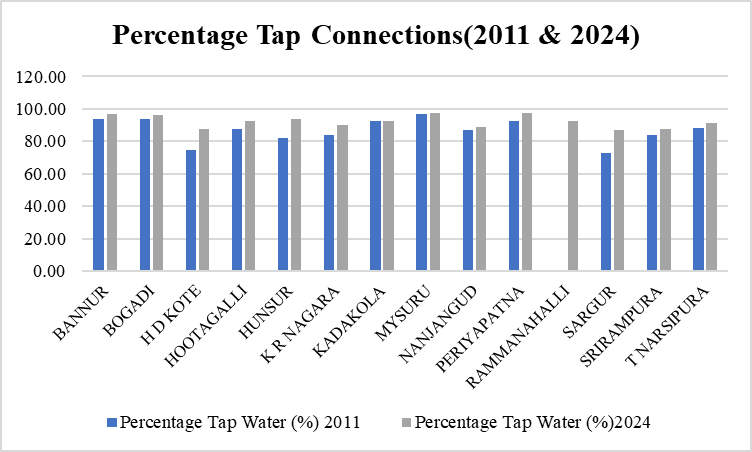 Percentage Tap Connections(2011 & 2024)
120.00
100.00
80.00
60.00
40.00
20.00
0.00
BANNUR
BOGADI
H D KOTE
HOOTAGALLI
HUNSUR
K R NAGARA
KADAKOLA
MYSURU
NANJANGUD
PERIYAPATNA
RAMMANAHALLI
SARGUR
SRIRAMPURA
T NARSIPURA
Percentage Tap Water (%) 2011
Percentage Tap Water (%)2024